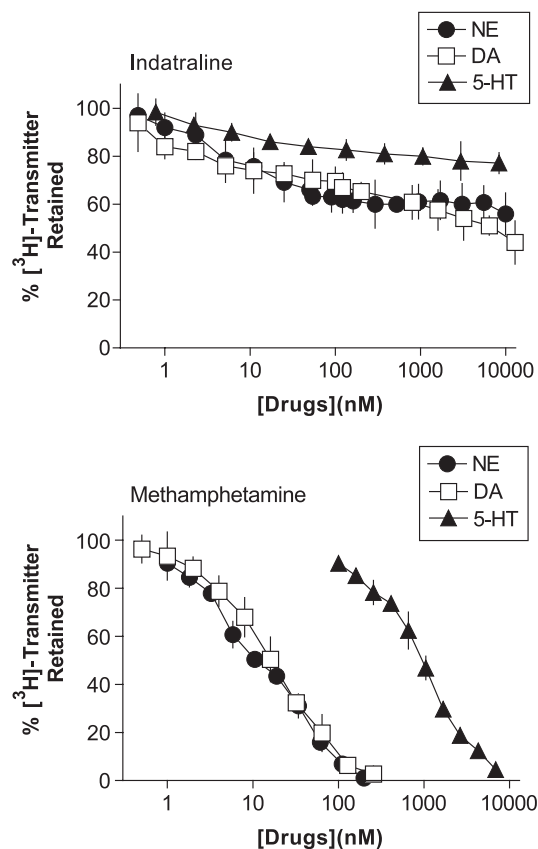 NE
DA
5-HT
Indatraline
100
80
60
40
20
0
% [³H]-Transmitter
Retained
1
10
100
1000
10000
[Drugs](nM)
NE
DA
5-HT
Methamphetamine
100
80
60
40
20
0
% [³H]-Transmitter
Retained
1
10
100
1000
10000
[Drugs](nM)